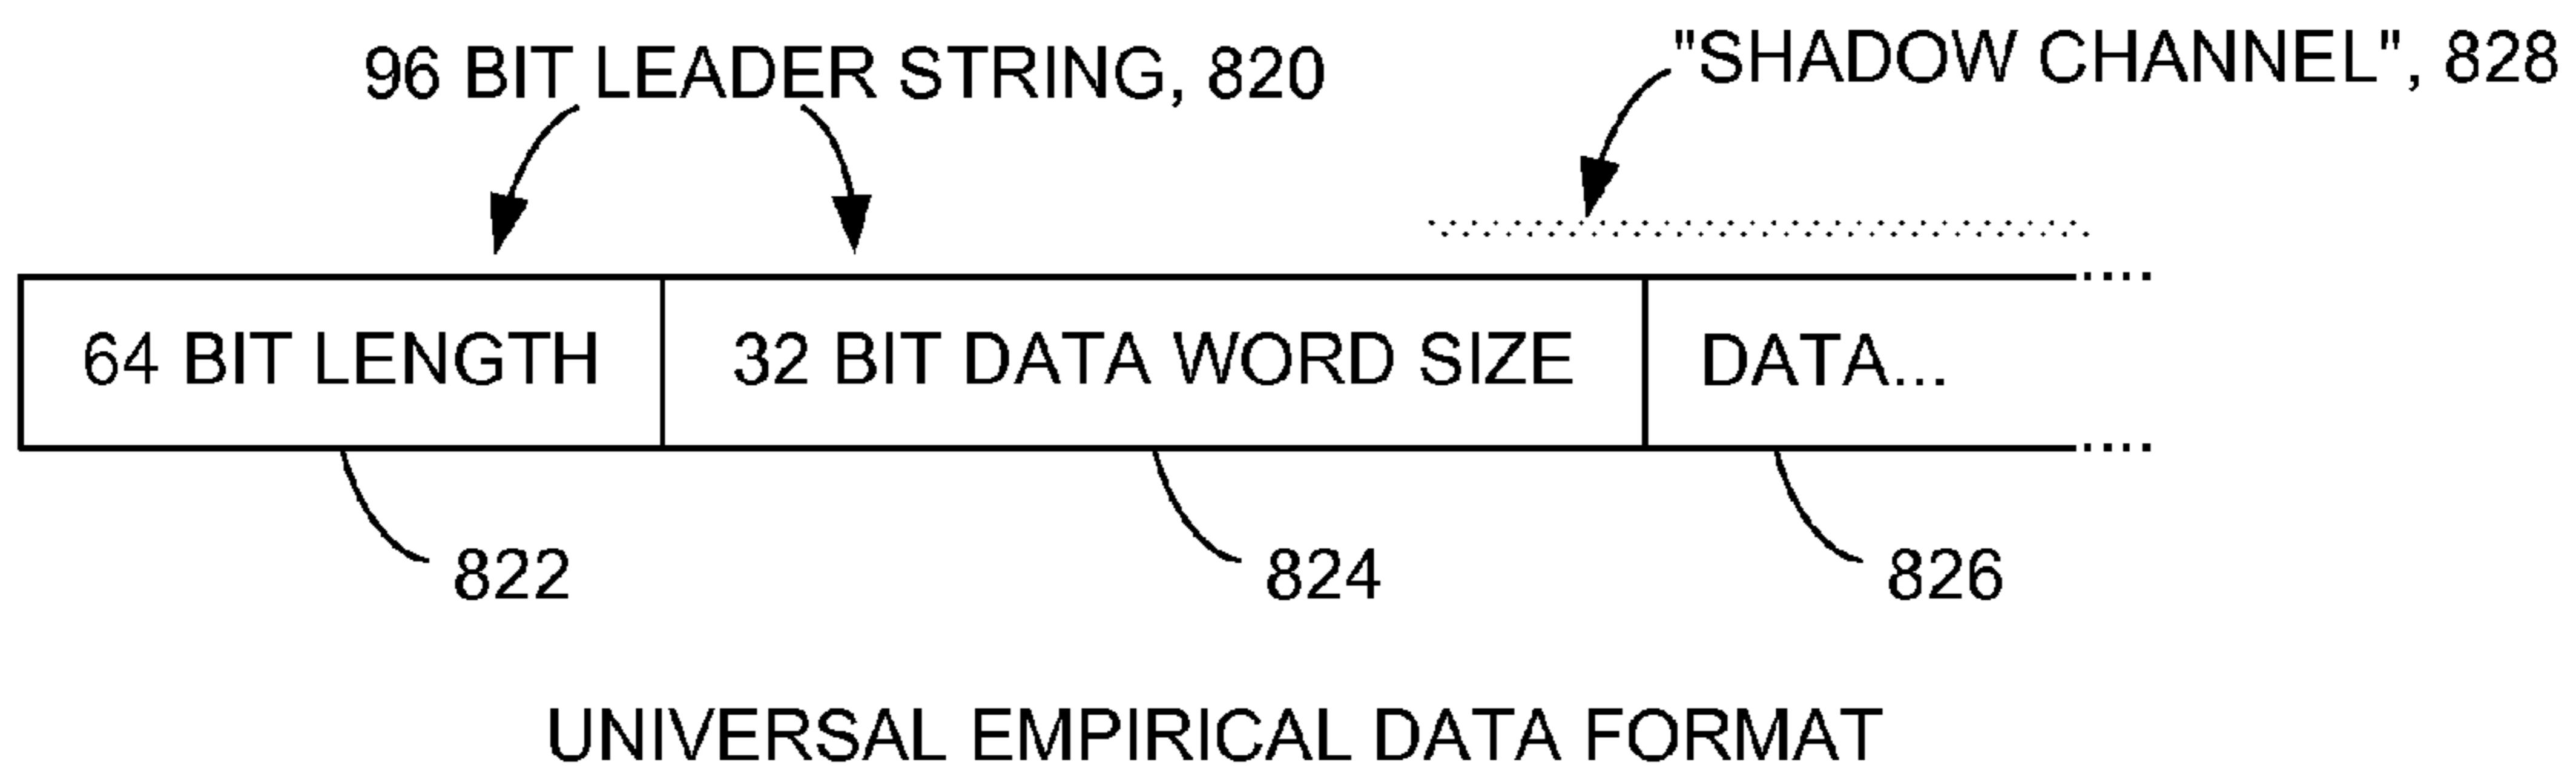 96 BIT LEADER STRING, 820
"SHADOW CHANNEL", 828
64 BIT LENGTH
32 BIT DATA WORD SIZE
DATA...
822
824
826
UNIVERSAL EMPIRICAL DATA FORMAT